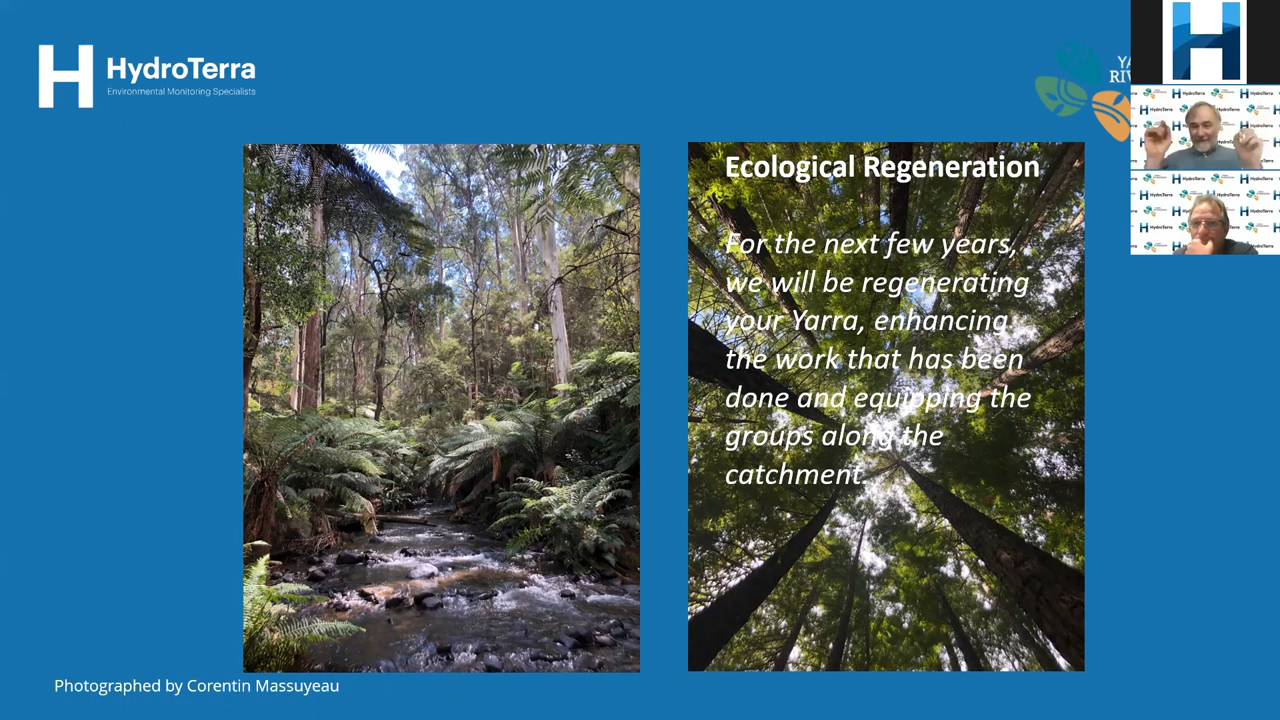 HydroTerra
Environmental Monitoring Specialists
Ecological Regeneration
For the next few years,
we will be regenerating
your Yarra, enhancing
the work that has been
done and equipping the
groups along the
catchment.
Photographed by Corentin Massuyeau